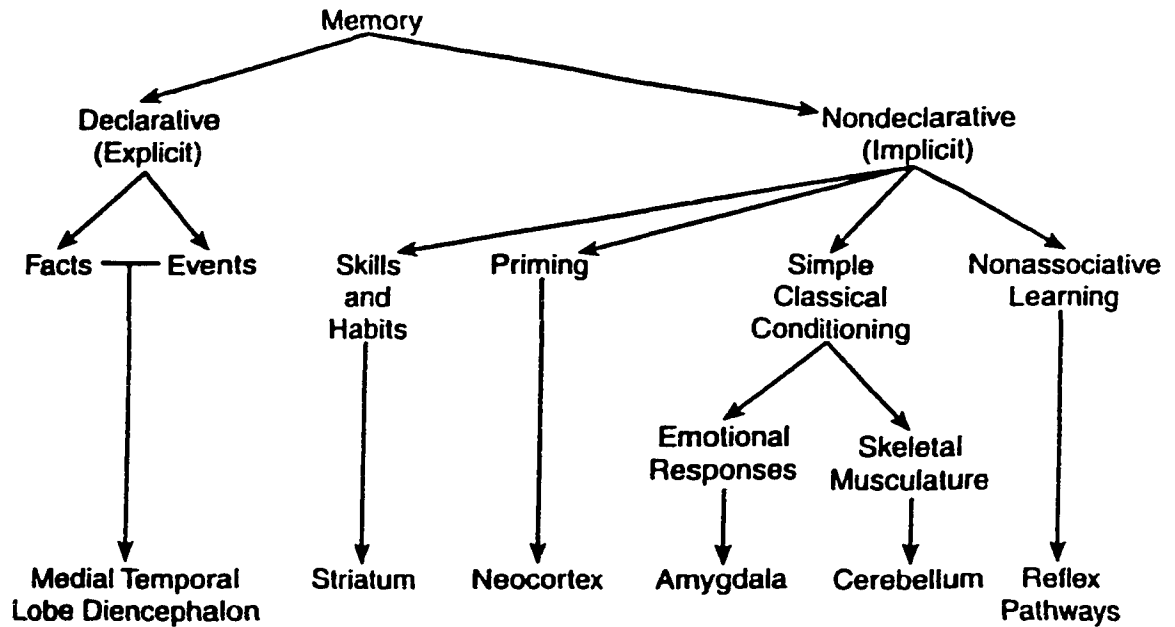 Memory
Declarative
(Explicit)
Nondeclarative
(Implicit)
Facts
Events
Skills
and
Habits
Priming
Simple
Classical
Conditioning
Nonassociative
Learning
Emotional
Responses
Skeletal
Musculature
Medial Temporal
Lobe Diencephalon
Striatum
Neocortex
Amygdala
Cerebellum
Reflex
Pathways